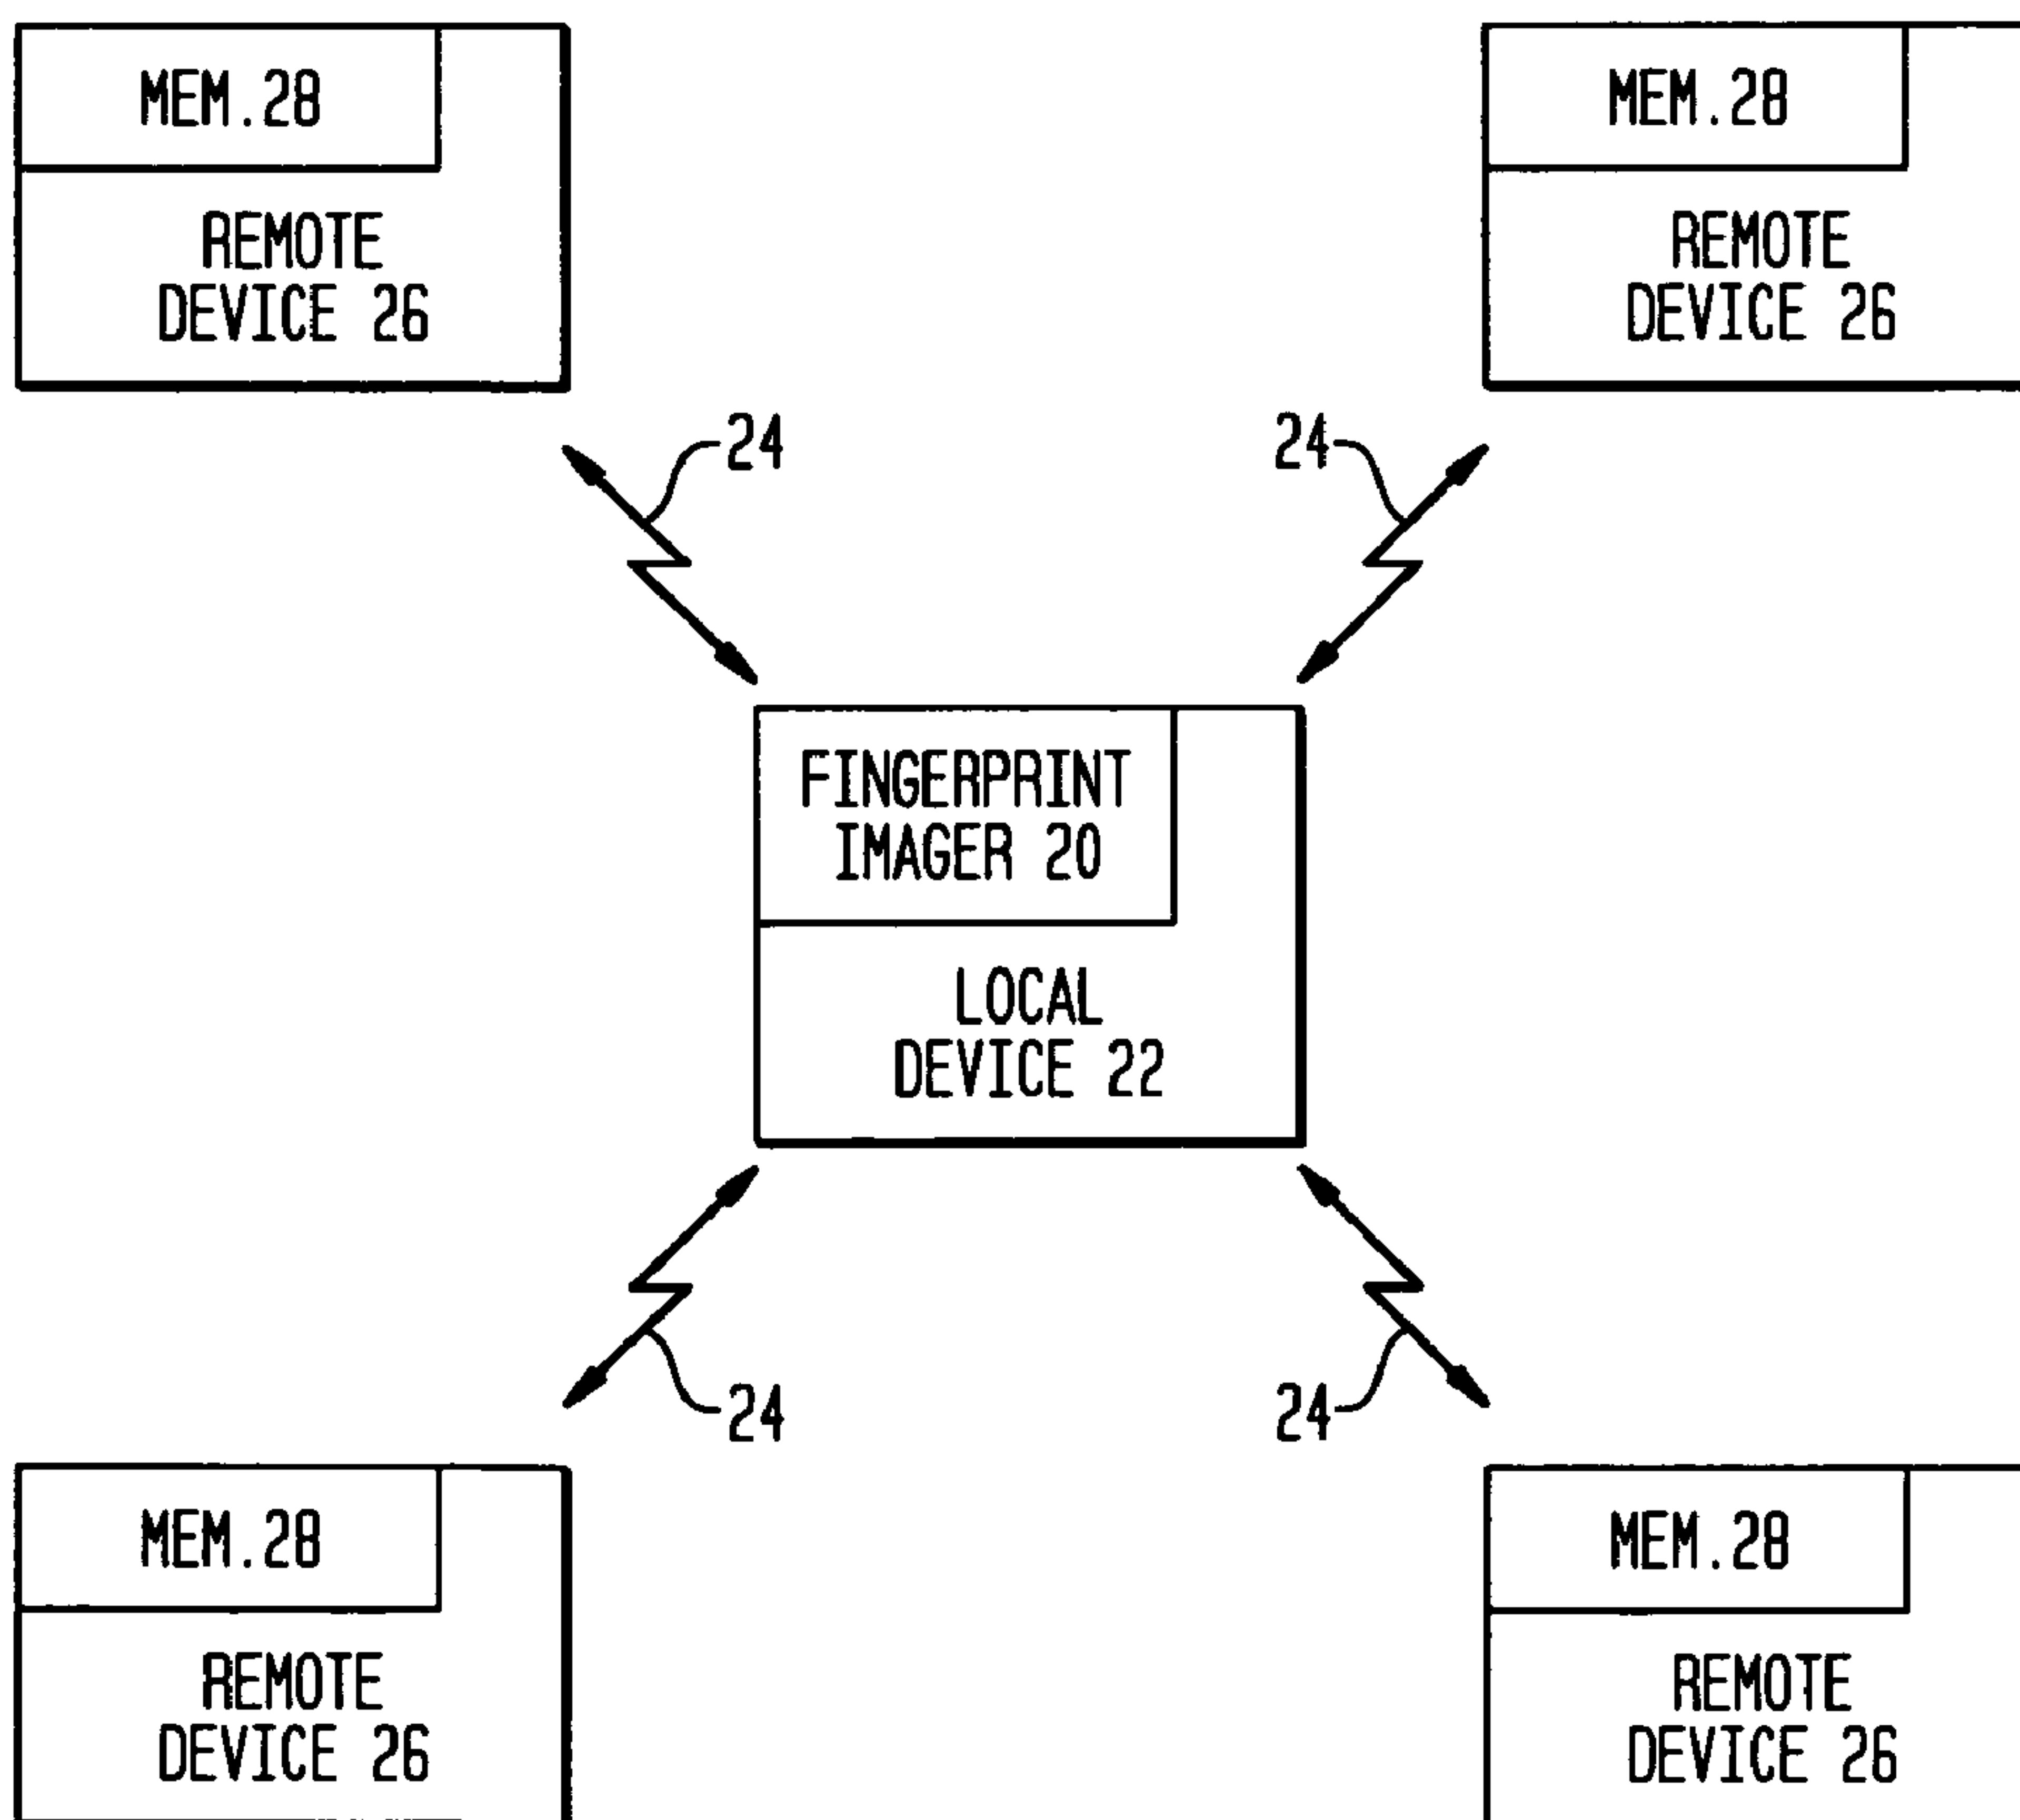 MEM.28
REMOTE
DEVICE 26
MEM.28
REMOTE
DEVICE 26
24
24
FINGERPRINT
IMAGER 20
LOCAL
DEVICE 22
24
24
MEM.28
REMOTE
DEVICE 26
MEM.28
REMOTE
DEVICE 26